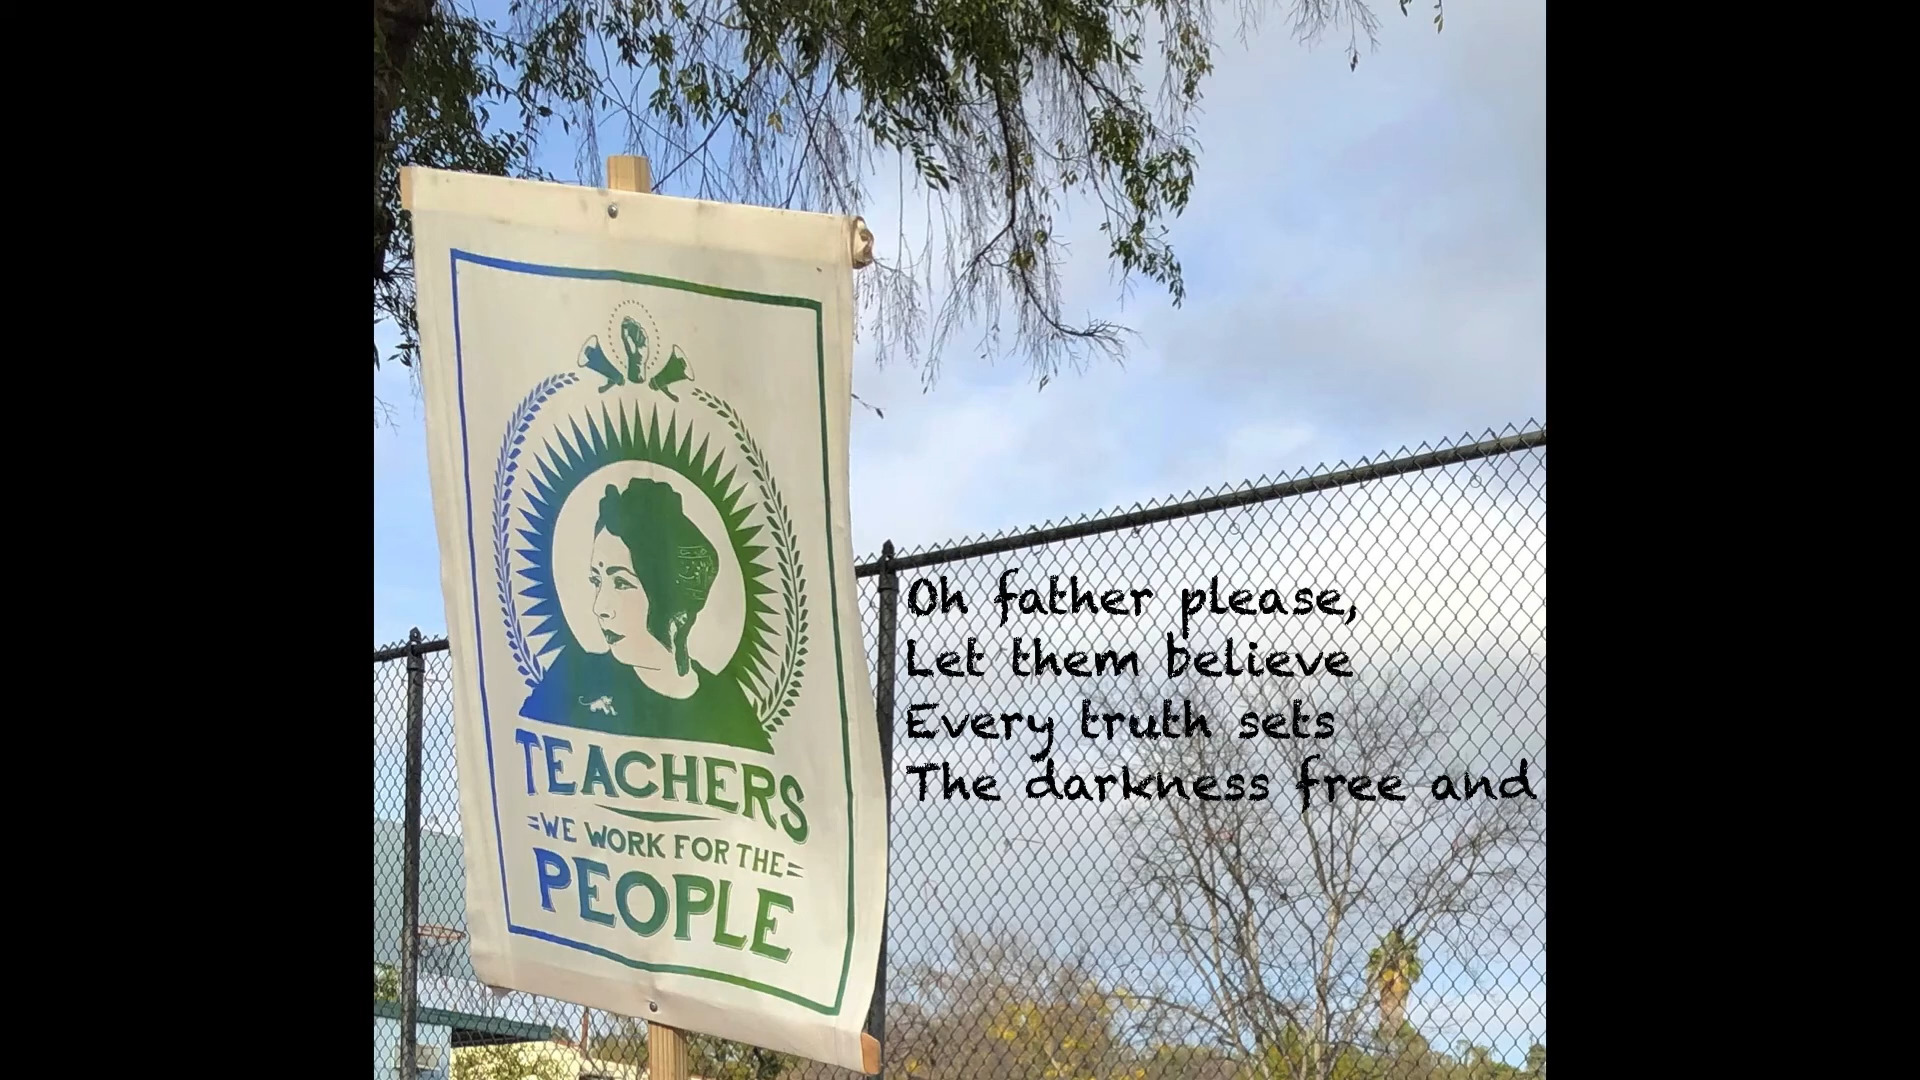 TEACHERS
WE WORK FOR THE
PEOPLE
Oh father please,
Let them believe
Every truth sets
The darkness free and